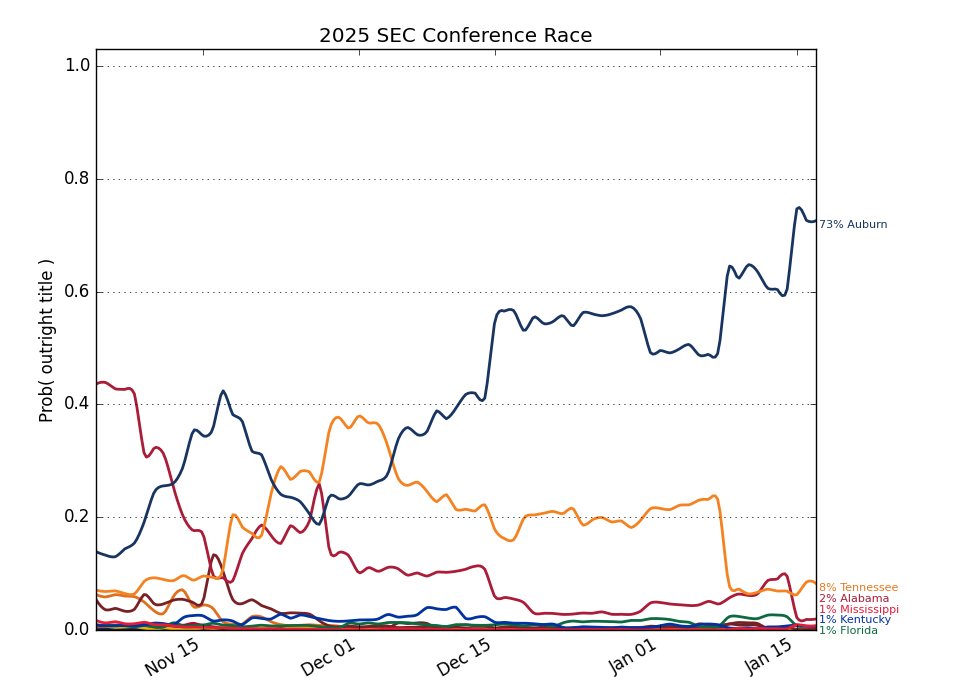 2025 SEC Conference Race
Prob( outright title )
1.0
0.8
0.6
0.4
0.2
0.0
Nov 15
Dec 01
Dec 15
Jan 01
Jan 15
73% Auburn
8% Tennessee
2% Alabama
1% Mississippi
1% Kentucky
1% Florida